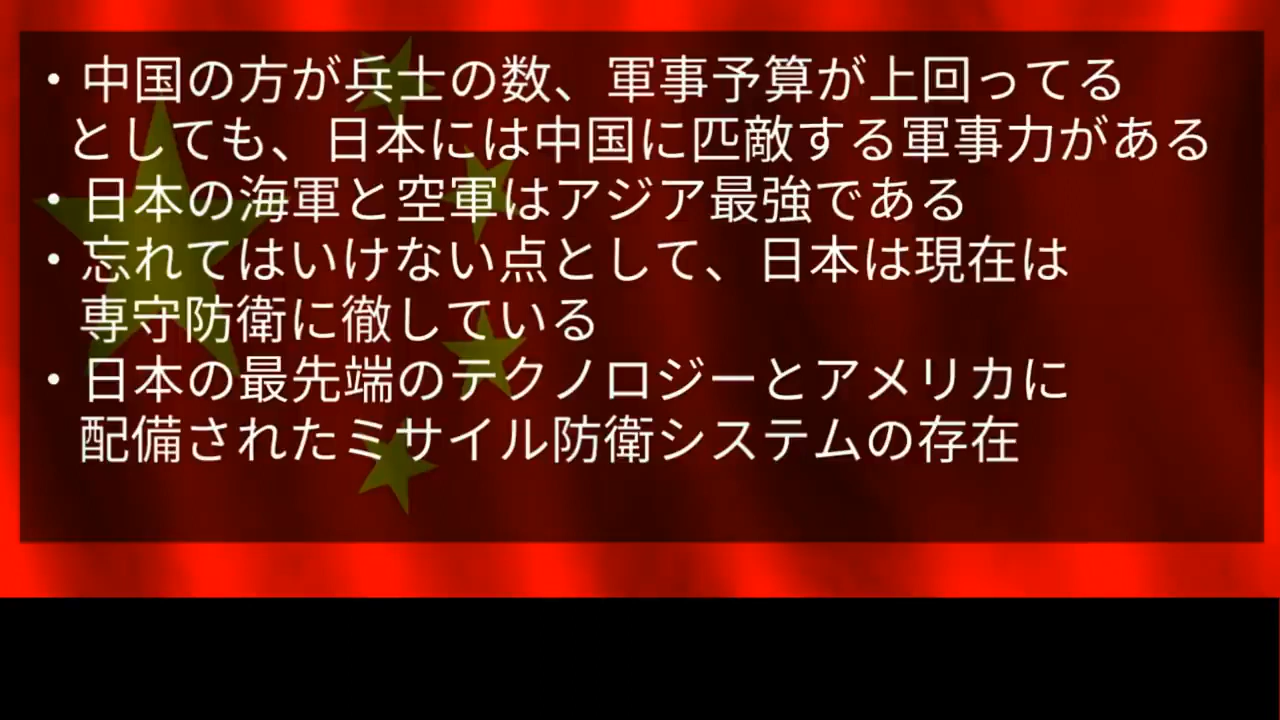 ・中国の方が兵士の数、軍事予算が上回ってる
としても、日本には中国に匹敵する軍事力がある
・日本の海軍と空軍はアジア最強である
・忘れてはいけない点として、日本は現在は
専守防衛に徹している
・日本の最先端のテクノロジーとアメリカに
配備されたミサイル防衛システムの存在